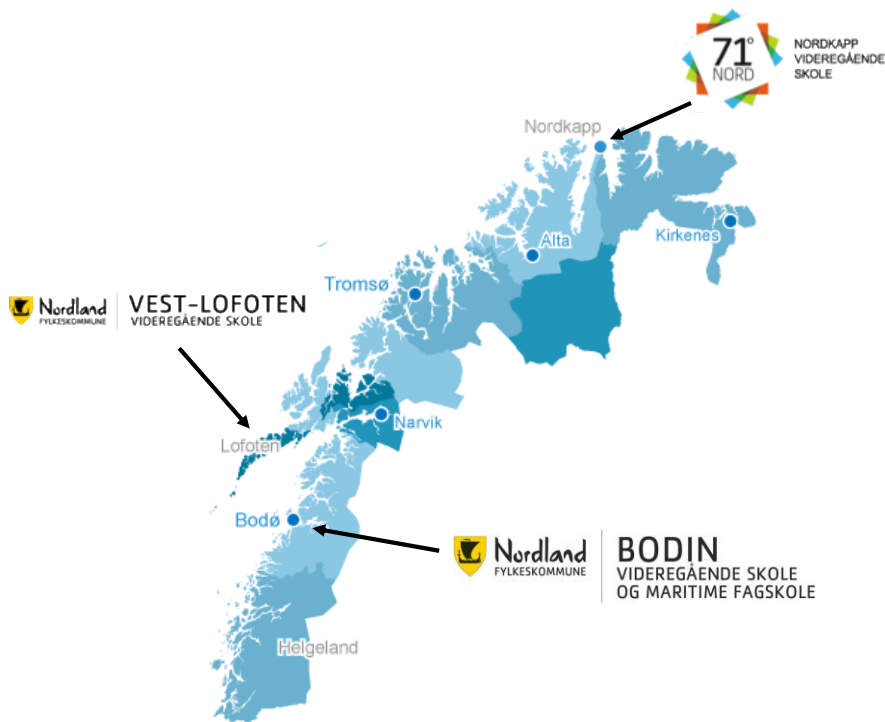 71°
NORD
NORDKAPP
VIDEREGÅENDE
SKOLE
Nordkapp
Kirkenes
Alta
Tromsø
Nordland
FYLKESKOMMUNE
VEST-LOFOTEN
VIDEREGÅENDE SKOLE
Narvik
Lofoten
Bodø
Nordland
FYLKESKOMMUNE
BODIN
VIDEREGÅENDE SKOLE
OG MARITIME FAGSKOLE
Helgeland